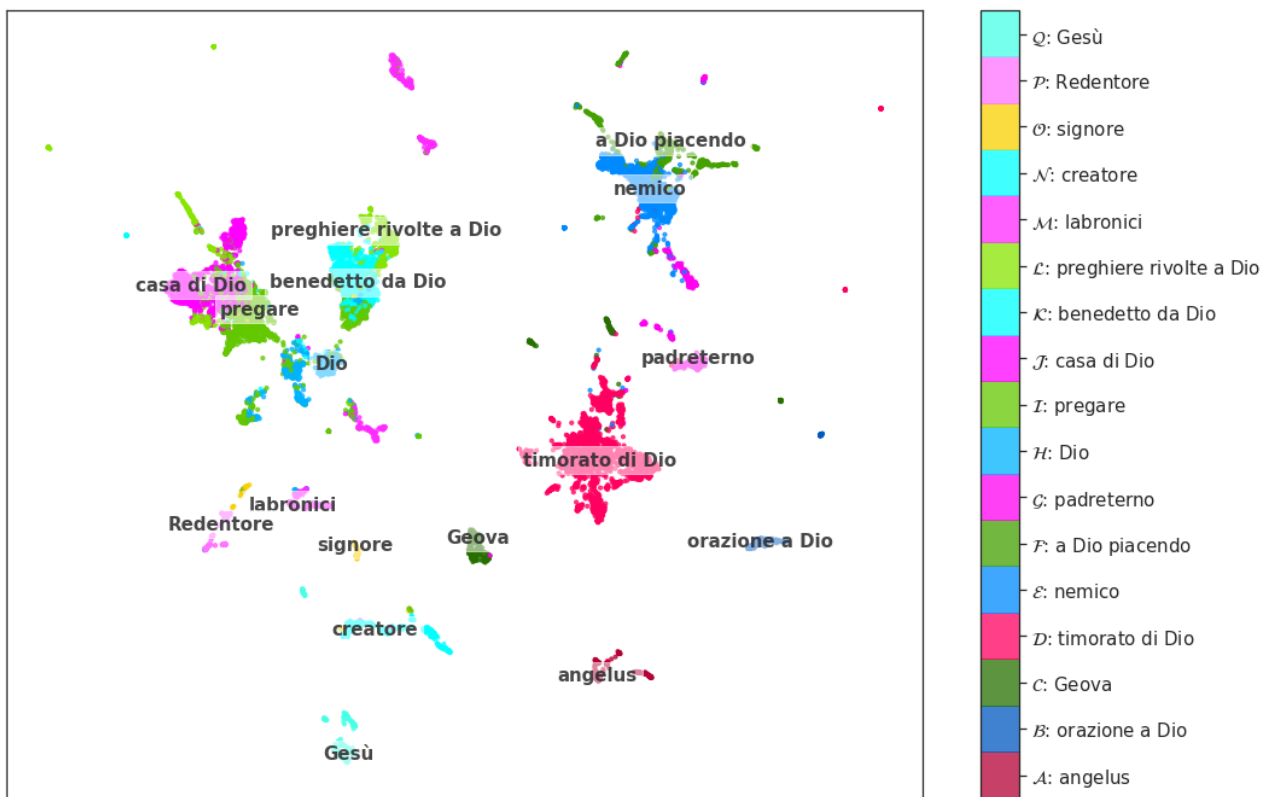 a Dio piacendo
nemico
preghiere rivolte a Dio
casa di Dio
benedetto da Dio
pregare
Dio
padreterno
timorato di Dio
labronici
Redentore
signore
Geova
orazione a Dio
creatore
angelus
Gesù
𝒬: Gesù
𝒫: Redentore
𝒪: signore
𝒩: creatore
ℳ: labronici
ℒ: preghiere rivolte a Dio
𝒦: benedetto da Dio
𝒥: casa di Dio
ℐ: pregare
ℋ: Dio
𝒢: padreterno
ℱ: a Dio piacendo
ℰ: nemico
𝒟: timorato di Dio
𝒞: Geova
ℬ: orazione a Dio
𝒜: angelus